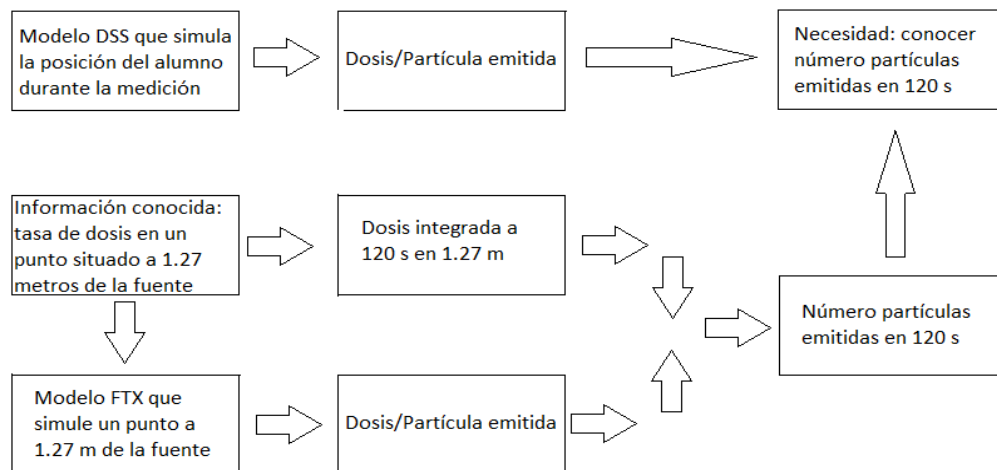 Modelo DSS que simula
la posición del alumno
durante la medición
Dosis/Partícula emitida
Necesidad: conocer
número partículas
emitidas en 120 s
Información conocida:
tasa de dosis en un
punto situado a 1.27
metros de la fuente
Dosis integrada a
120 s en 1.27 m
Número partículas
emitidas en 120 s
Modelo FTX que
simule un punto a
1.27 m de la fuente
Dosis/Partícula emitida